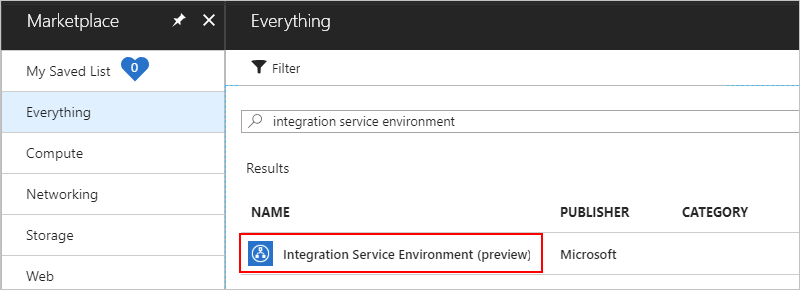 Marketplace
Everything
My Saved List 0
Everything
Compute
Networking
Storage
Web
Filter
integration service environment
Results
NAME PUBLISHER CATEGORY
Integration Service Environment (preview) Microsoft